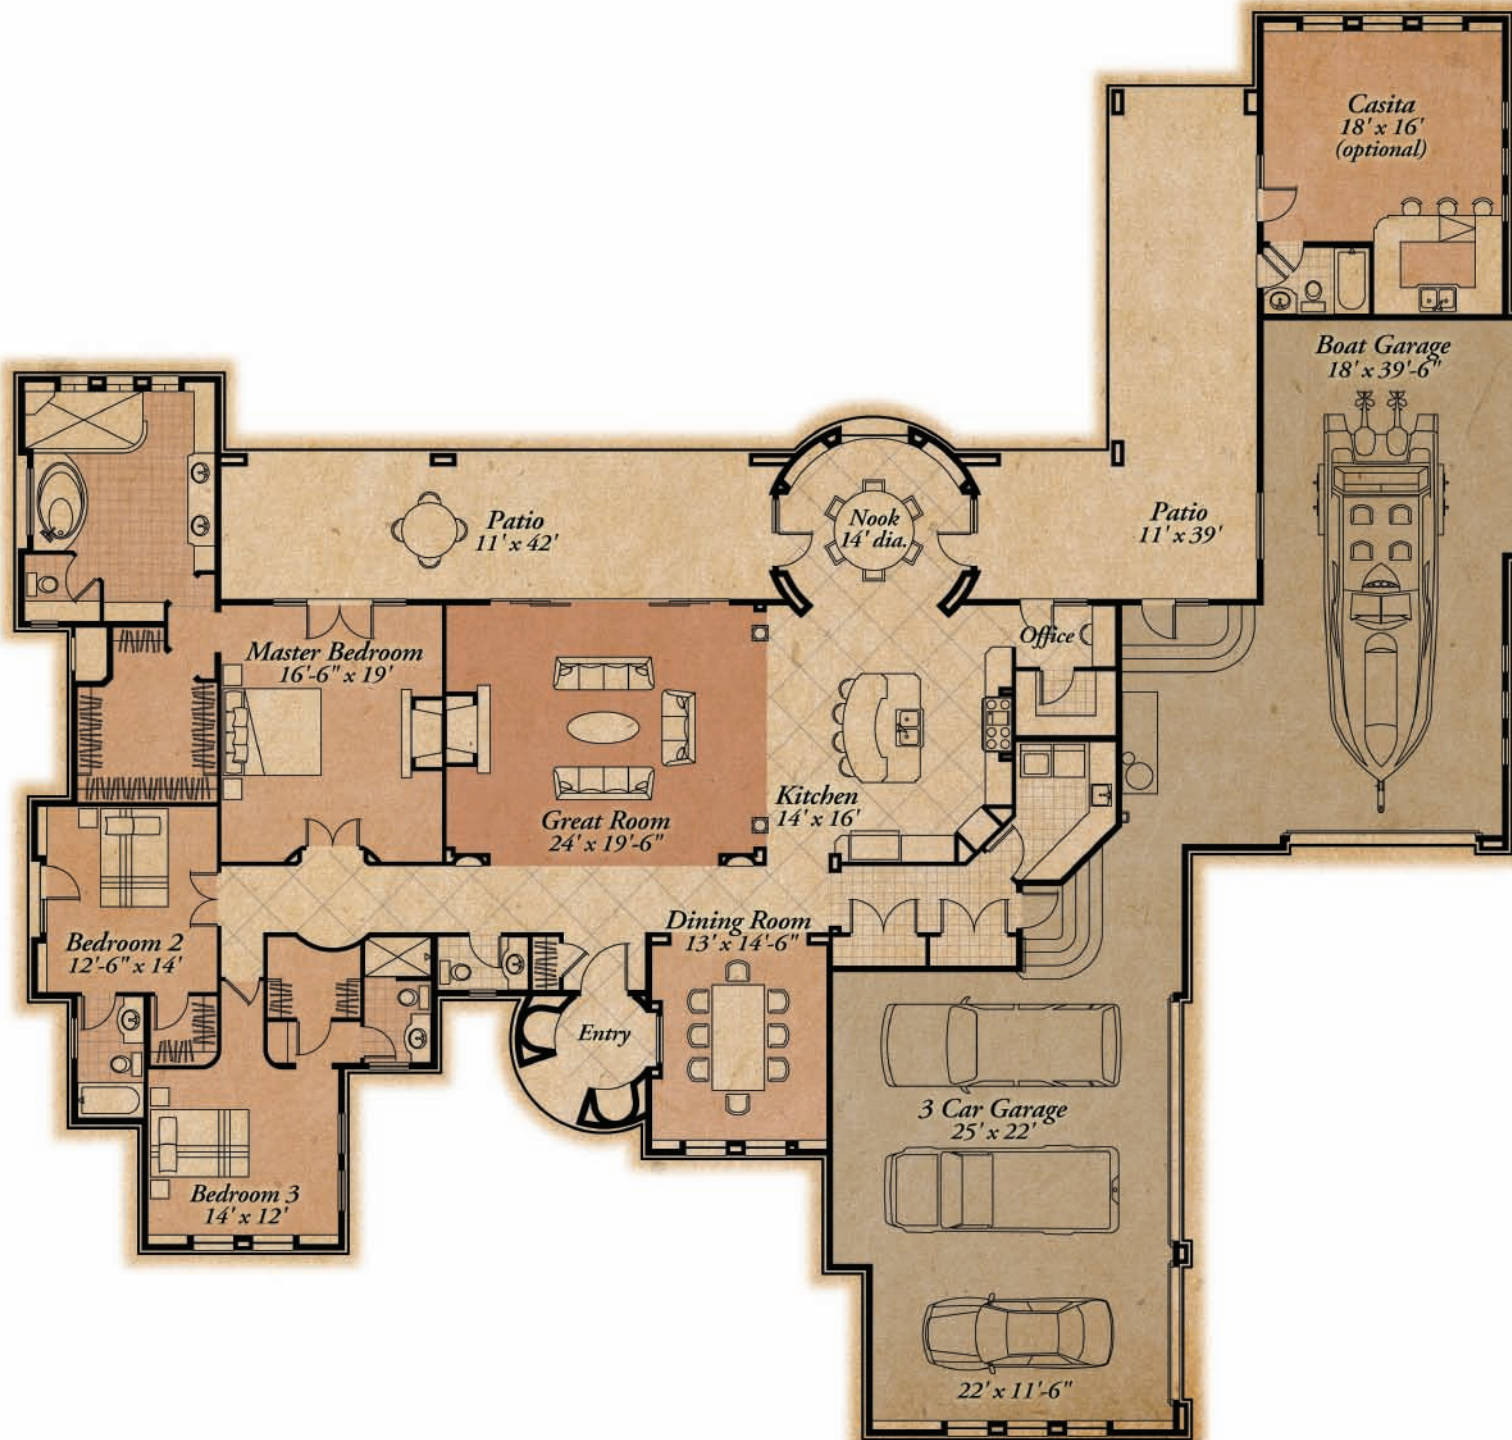 Casita
18' x 16'
(optional)
Boat Garage
18' x 39'-6"
Patio
11' x 42'
Nook
14' dia.
Patio
11' x 39'
Office
Master Bedroom
16'-6" x 19'
Great Room
24' x 19'-6"
Kitchen
14' x 16'
Bedroom 2
12'-6" x 14'
Dining Room
13' x 14'-6"
Entry
3 Car Garage
25' x 22'
Bedroom 3
14' x 12'
22' x 11'-6"